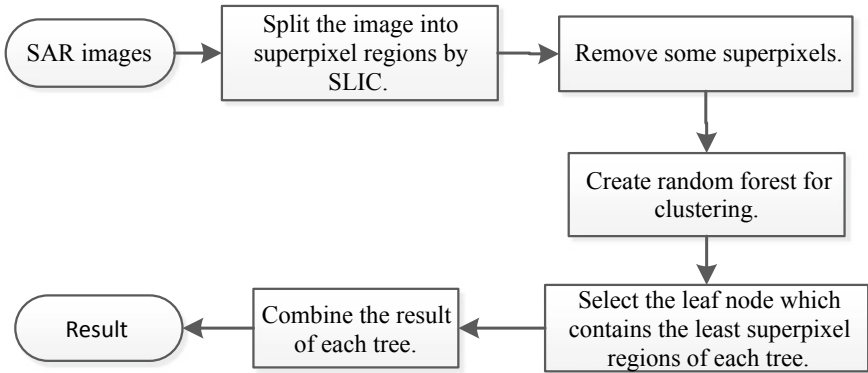 SAR images
Split the image into
superpixel regions by
SLIC.
Remove some superpixels.
Create random forest for
clustering.
Select the leaf node which
contains the least superpixel
regions of each tree.
Combine the result
of each tree.
Result